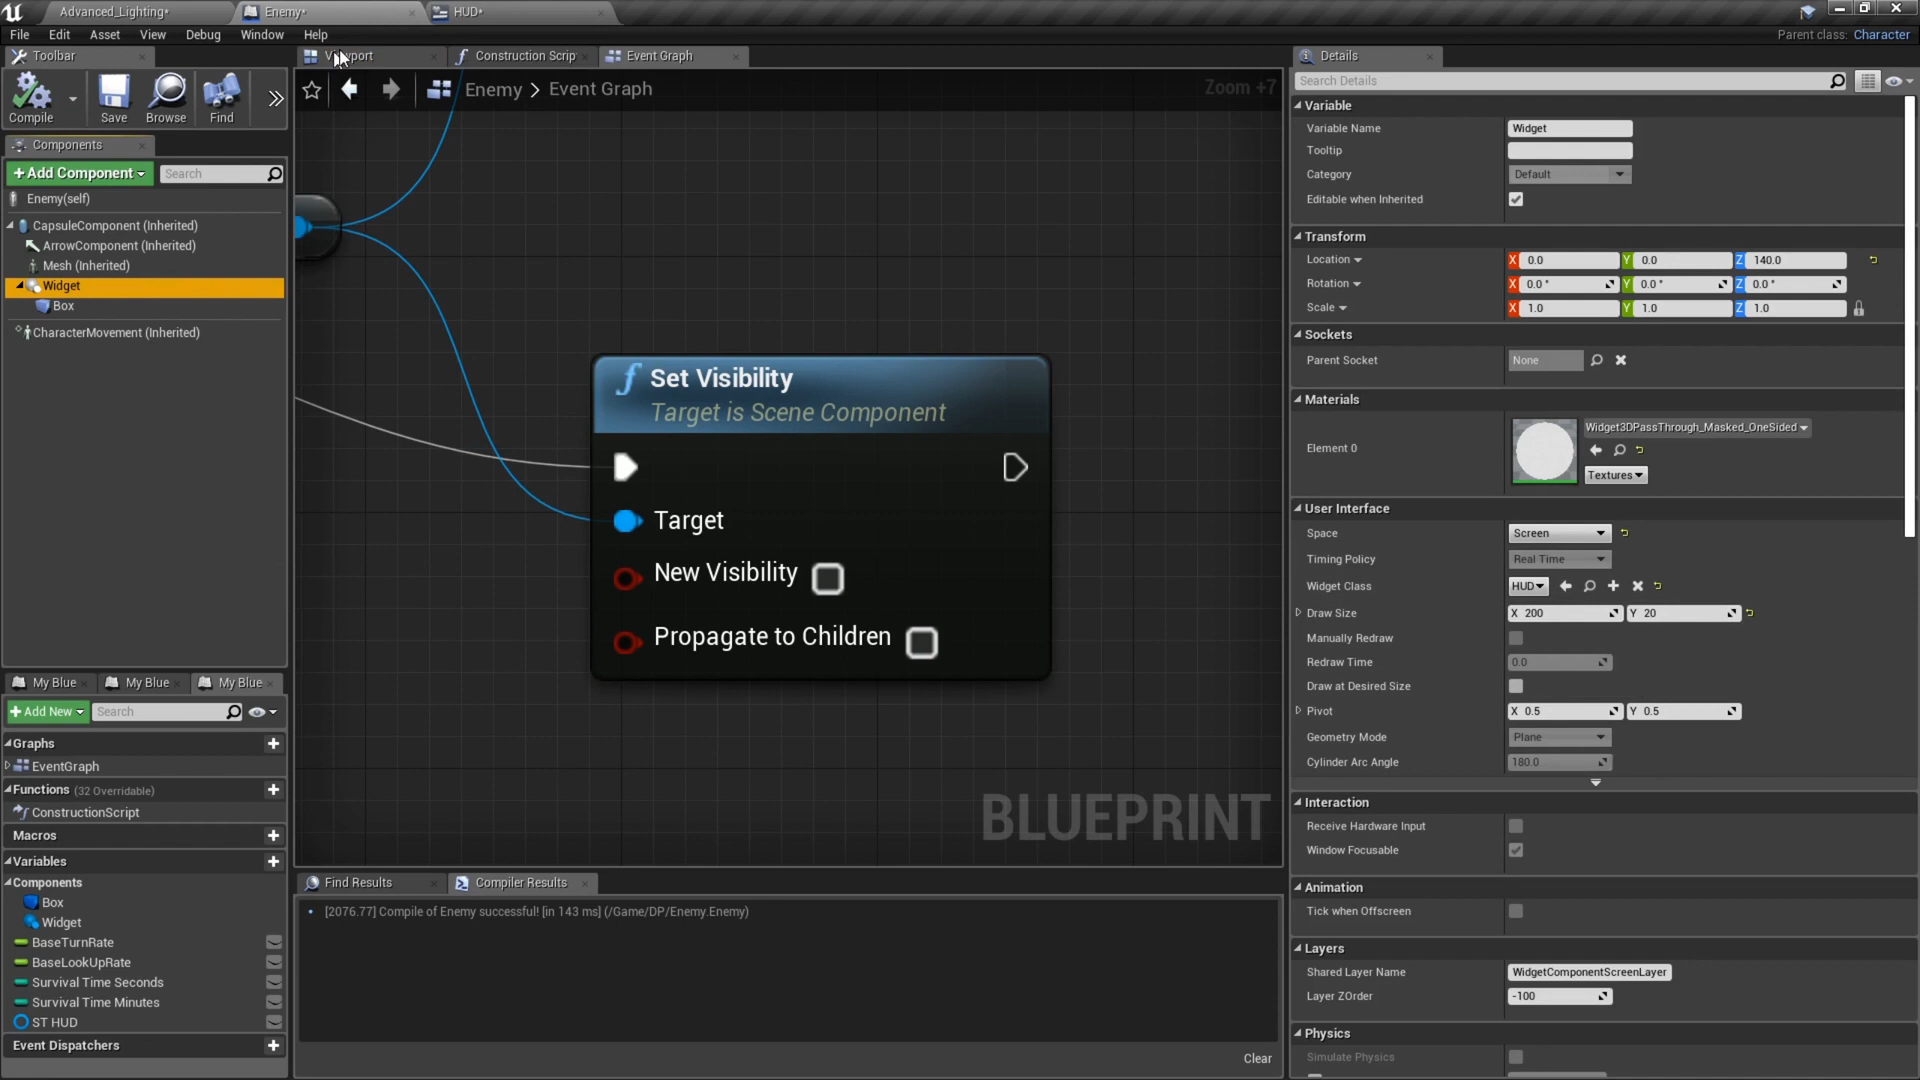 Advanced_Lighting*
Enemy*
HUD*
File Edit Asset View Debug Window Help
Parent class: Character
Toolbar
Compile Save Browse Find
Construction Scrip
Event Graph
Enemy > Event Graph
Zoom +7
Components
+Add Component
Search
Enemy(self)
CapsuleComponent (Inherited)
ArrowComponent (Inherited)
Mesh (Inherited)
Widget
Box
CharacterMovement (Inherited)
Set Visibility
Target is Scene Component
Target
New Visibility
Propagate to Children
BLUEPRINT
My Blue My Blue My Blue
+Add New
Search
Graphs
EventGraph
Functions (32 Overridable)
ConstructionScript
Macros
Variables
Components
Box
Widget
BaseTurnRate
BaseLookUpRate
Survival Time Seconds
Survival Time Minutes
ST HUD
Event Dispatchers
Find Results
Compiler Results
[2076.77] Compile of Enemy successful! [in 143 ms] (/Game/DP/Enemy.Enemy)
Clear
Details
Search Details
Variable
Variable Name Widget
Tooltip
Category Default
Editable when Inherited
Transform
Location X 0.0 Y 0.0 Z 140.0
Rotation X 0.0 ° Y 0.0 ° Z 0.0 °
Scale X 1.0 Y 1.0 Z 1.0
Sockets
Parent Socket None
Materials
Element 0
Widget3DPassThrough_Masked_OneSided
Textures
User Interface
Space Screen
Timing Policy Real Time
Widget Class HUD
Draw Size X 200 Y 20
Manually Redraw
Redraw Time 0.0
Draw at Desired Size
Pivot X 0.5 Y 0.5
Geometry Mode Plane
Cylinder Arc Angle 180.0
Interaction
Receive Hardware Input
Window Focusable
Animation
Tick when Offscreen
Layers
Shared Layer Name WidgetComponentScreenLayer
Layer ZOrder -100
Physics
Simulate Physics